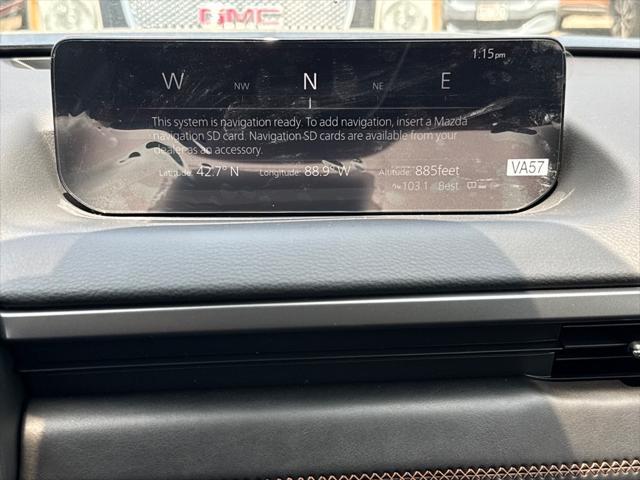 GMC
1:15pm
W NW N NE E
This system is navigation ready. To add navigation, insert a Mazda
navigation SD card. Navigation SD cards are available from your
dealer as an accessory.
Latitude: 42.7° N Longitude: 88.9° W Altitude: 885feet
VA57
103.1 Best